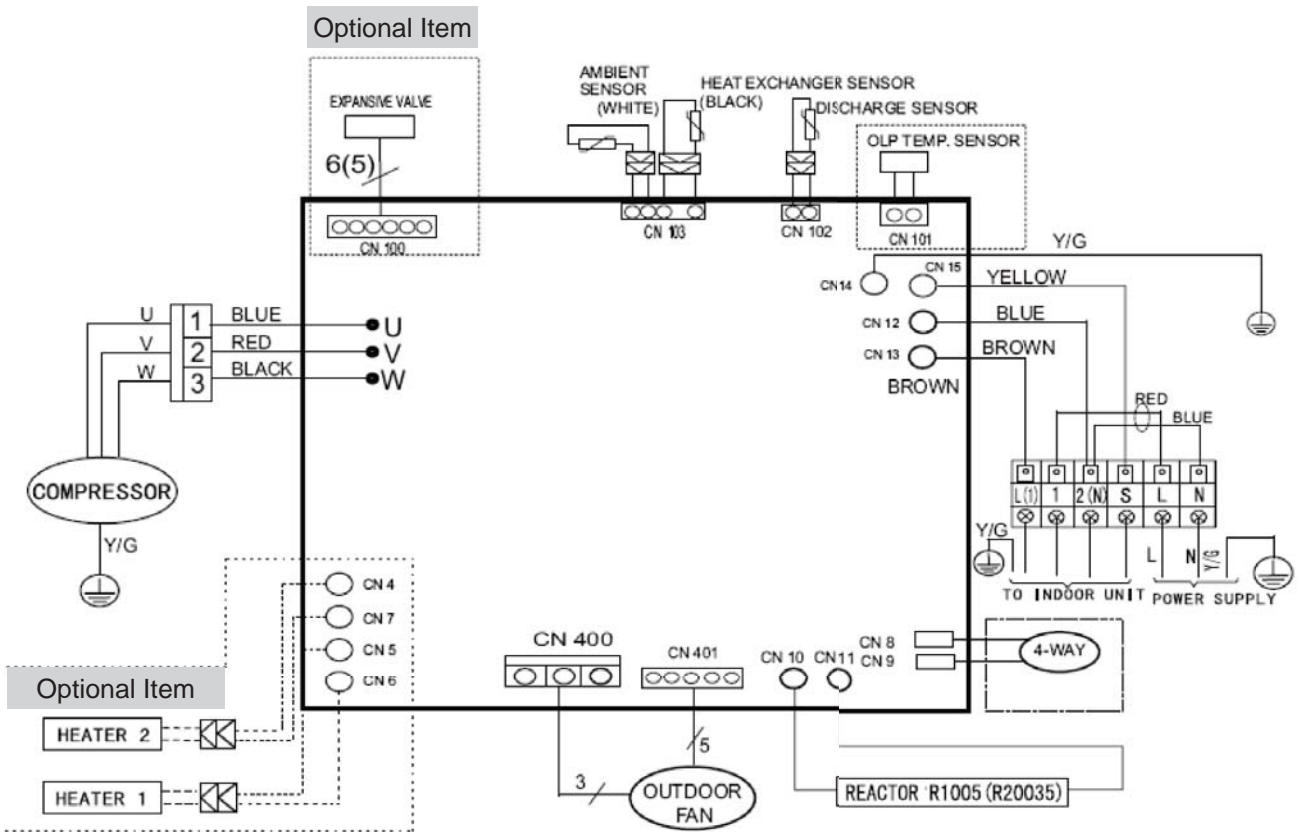 Optional Item
EXPANSIVE VALVE
6(5)
CN 100
AMBIENT
SENSOR
(WHITE)
HEAT EXCHANGER SENSOR
(BLACK)
DISCHARGE SENSOR
OLP TEMP. SENSOR
CN 103
CN 102
CN 101
Y/G
CN14
CN 15
YELLOW
CN 12
BLUE
CN 13
BROWN
BROWN
U
1
BLUE
U
V
2
RED
V
W
3
BLACK
W
COMPRESSOR
Y/G
RED
BLUE
L(1)
1
2(N)
S
L
N
Y/G
L
N
Y/G
TO INDOOR UNIT
POWER SUPPLY
CN 4
CN 7
CN 5
CN 6
Optional Item
HEATER 2
HEATER 1
CN 400
CN 401
CN 10
CN11
CN 8
CN 9
4-WAY
3
5
OUTDOOR
FAN
REACTOR R1005(R20035)